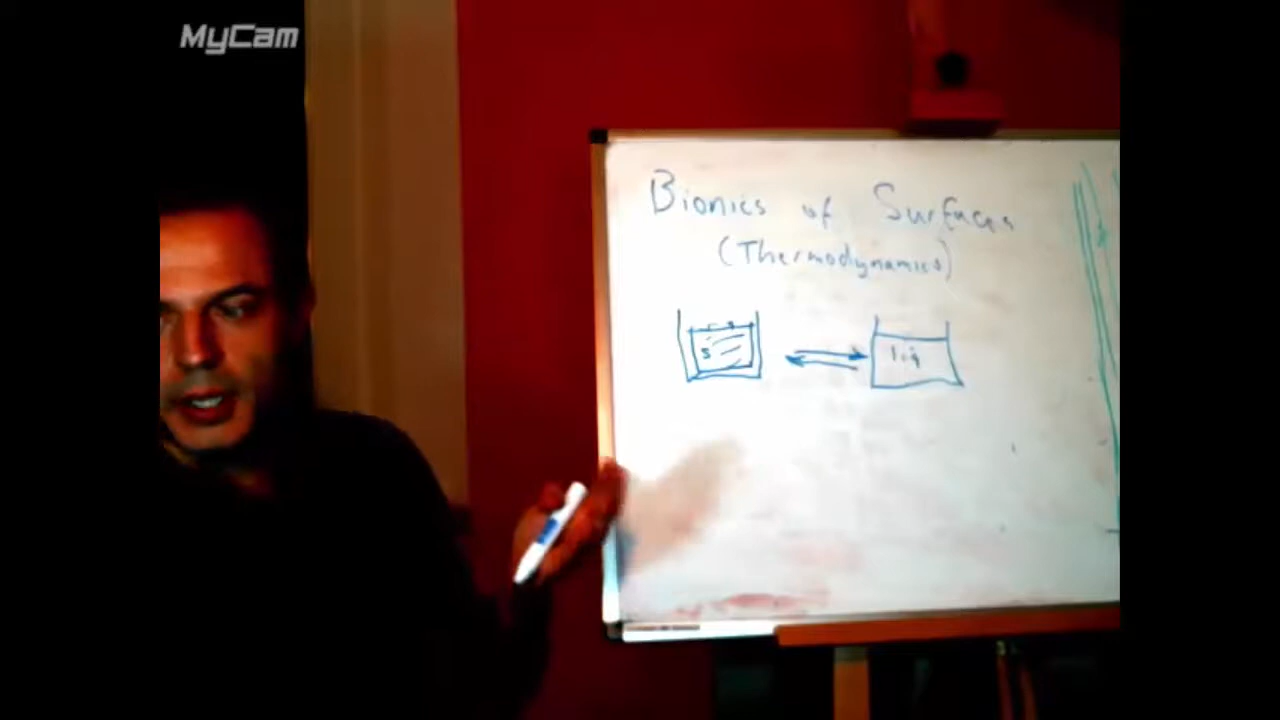 MyCam
Bionics of Surfaces
(Thermodynamics)
s
liq